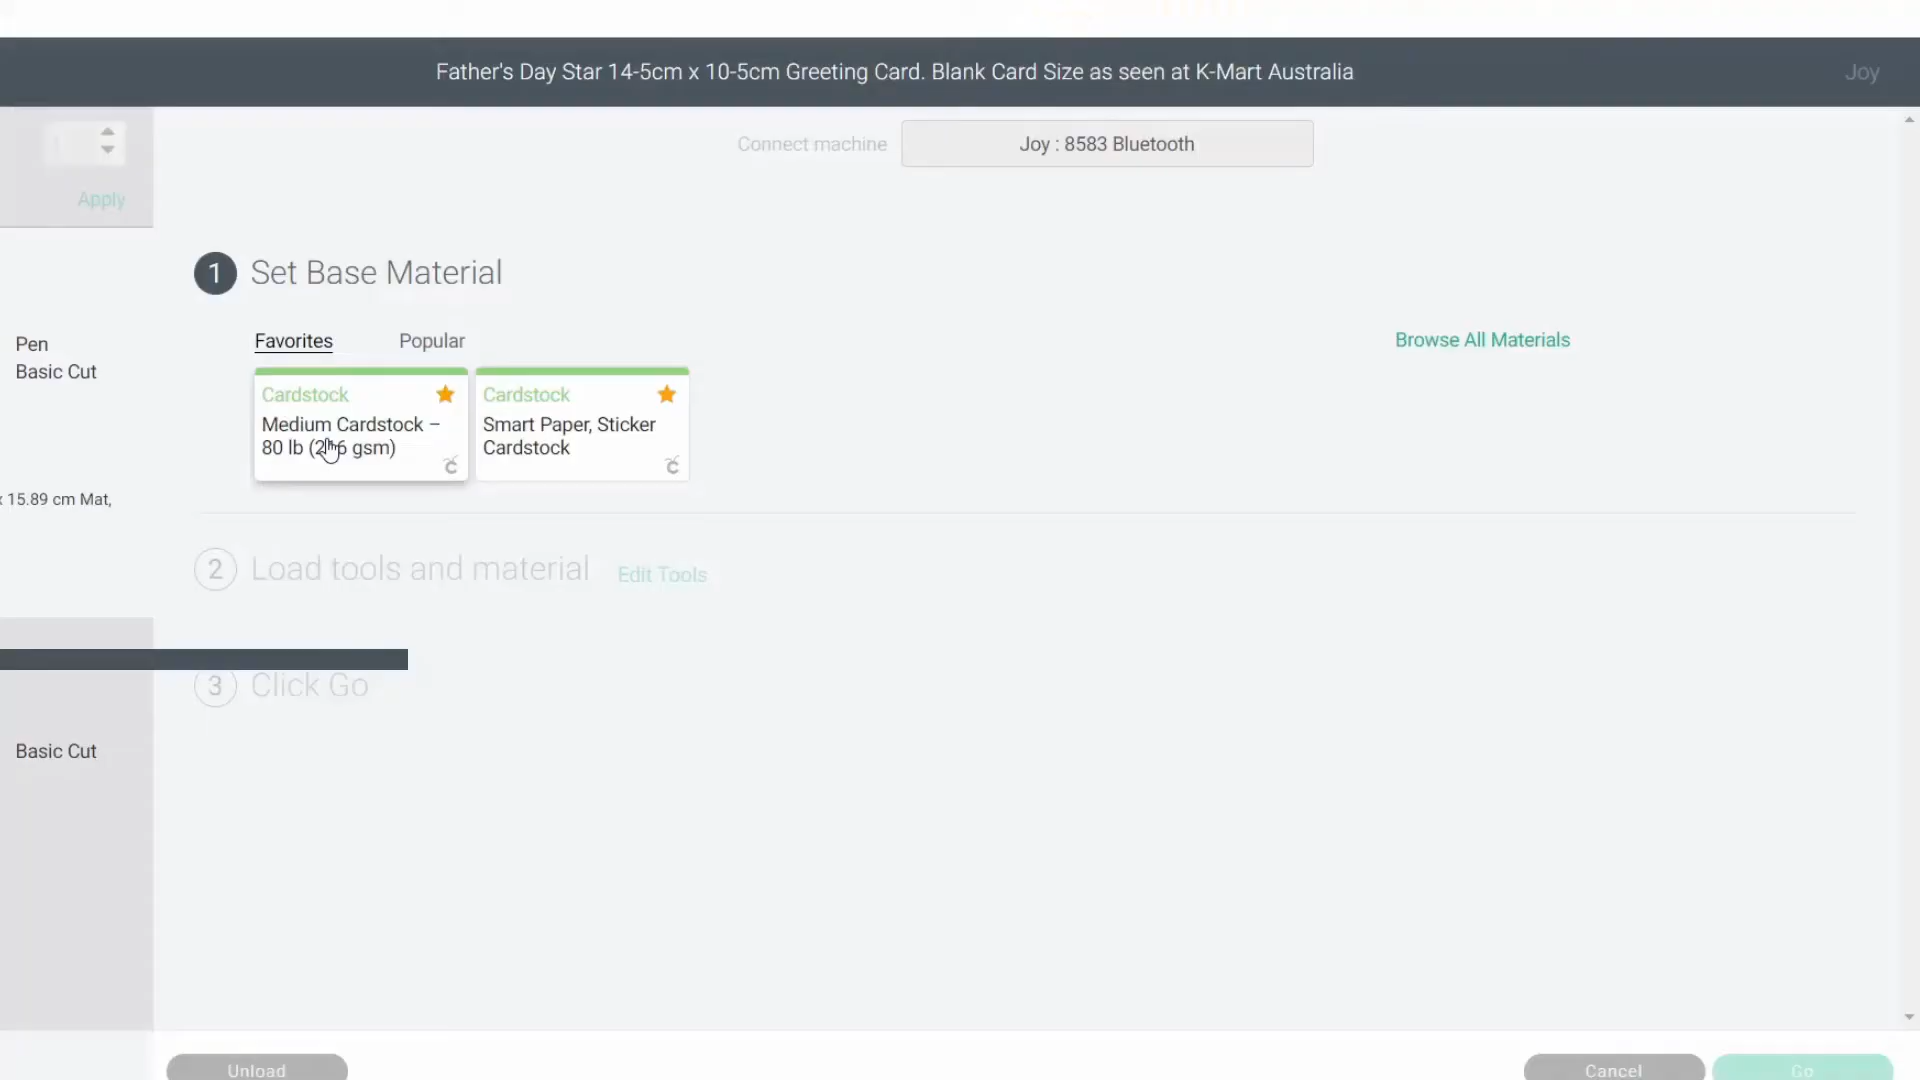 Father's Day Star 14-5cm x 10-5cm Greeting Card. Blank Card Size as seen at K-Mart Australia
Joy
Connect machine
Joy : 8583 Bluetooth
Apply
1 Set Base Material
Pen
Basic Cut
Favorites
Popular
Browse All Materials
Cardstock
Medium Cardstock –
80 lb (
gsm)
Cardstock
Smart Paper, Sticker
Cardstock
x 15.89 cm Mat,
2 Load tools and material
Edit Tools
3 Click Go
Basic Cut
Unload
Cancel
Go